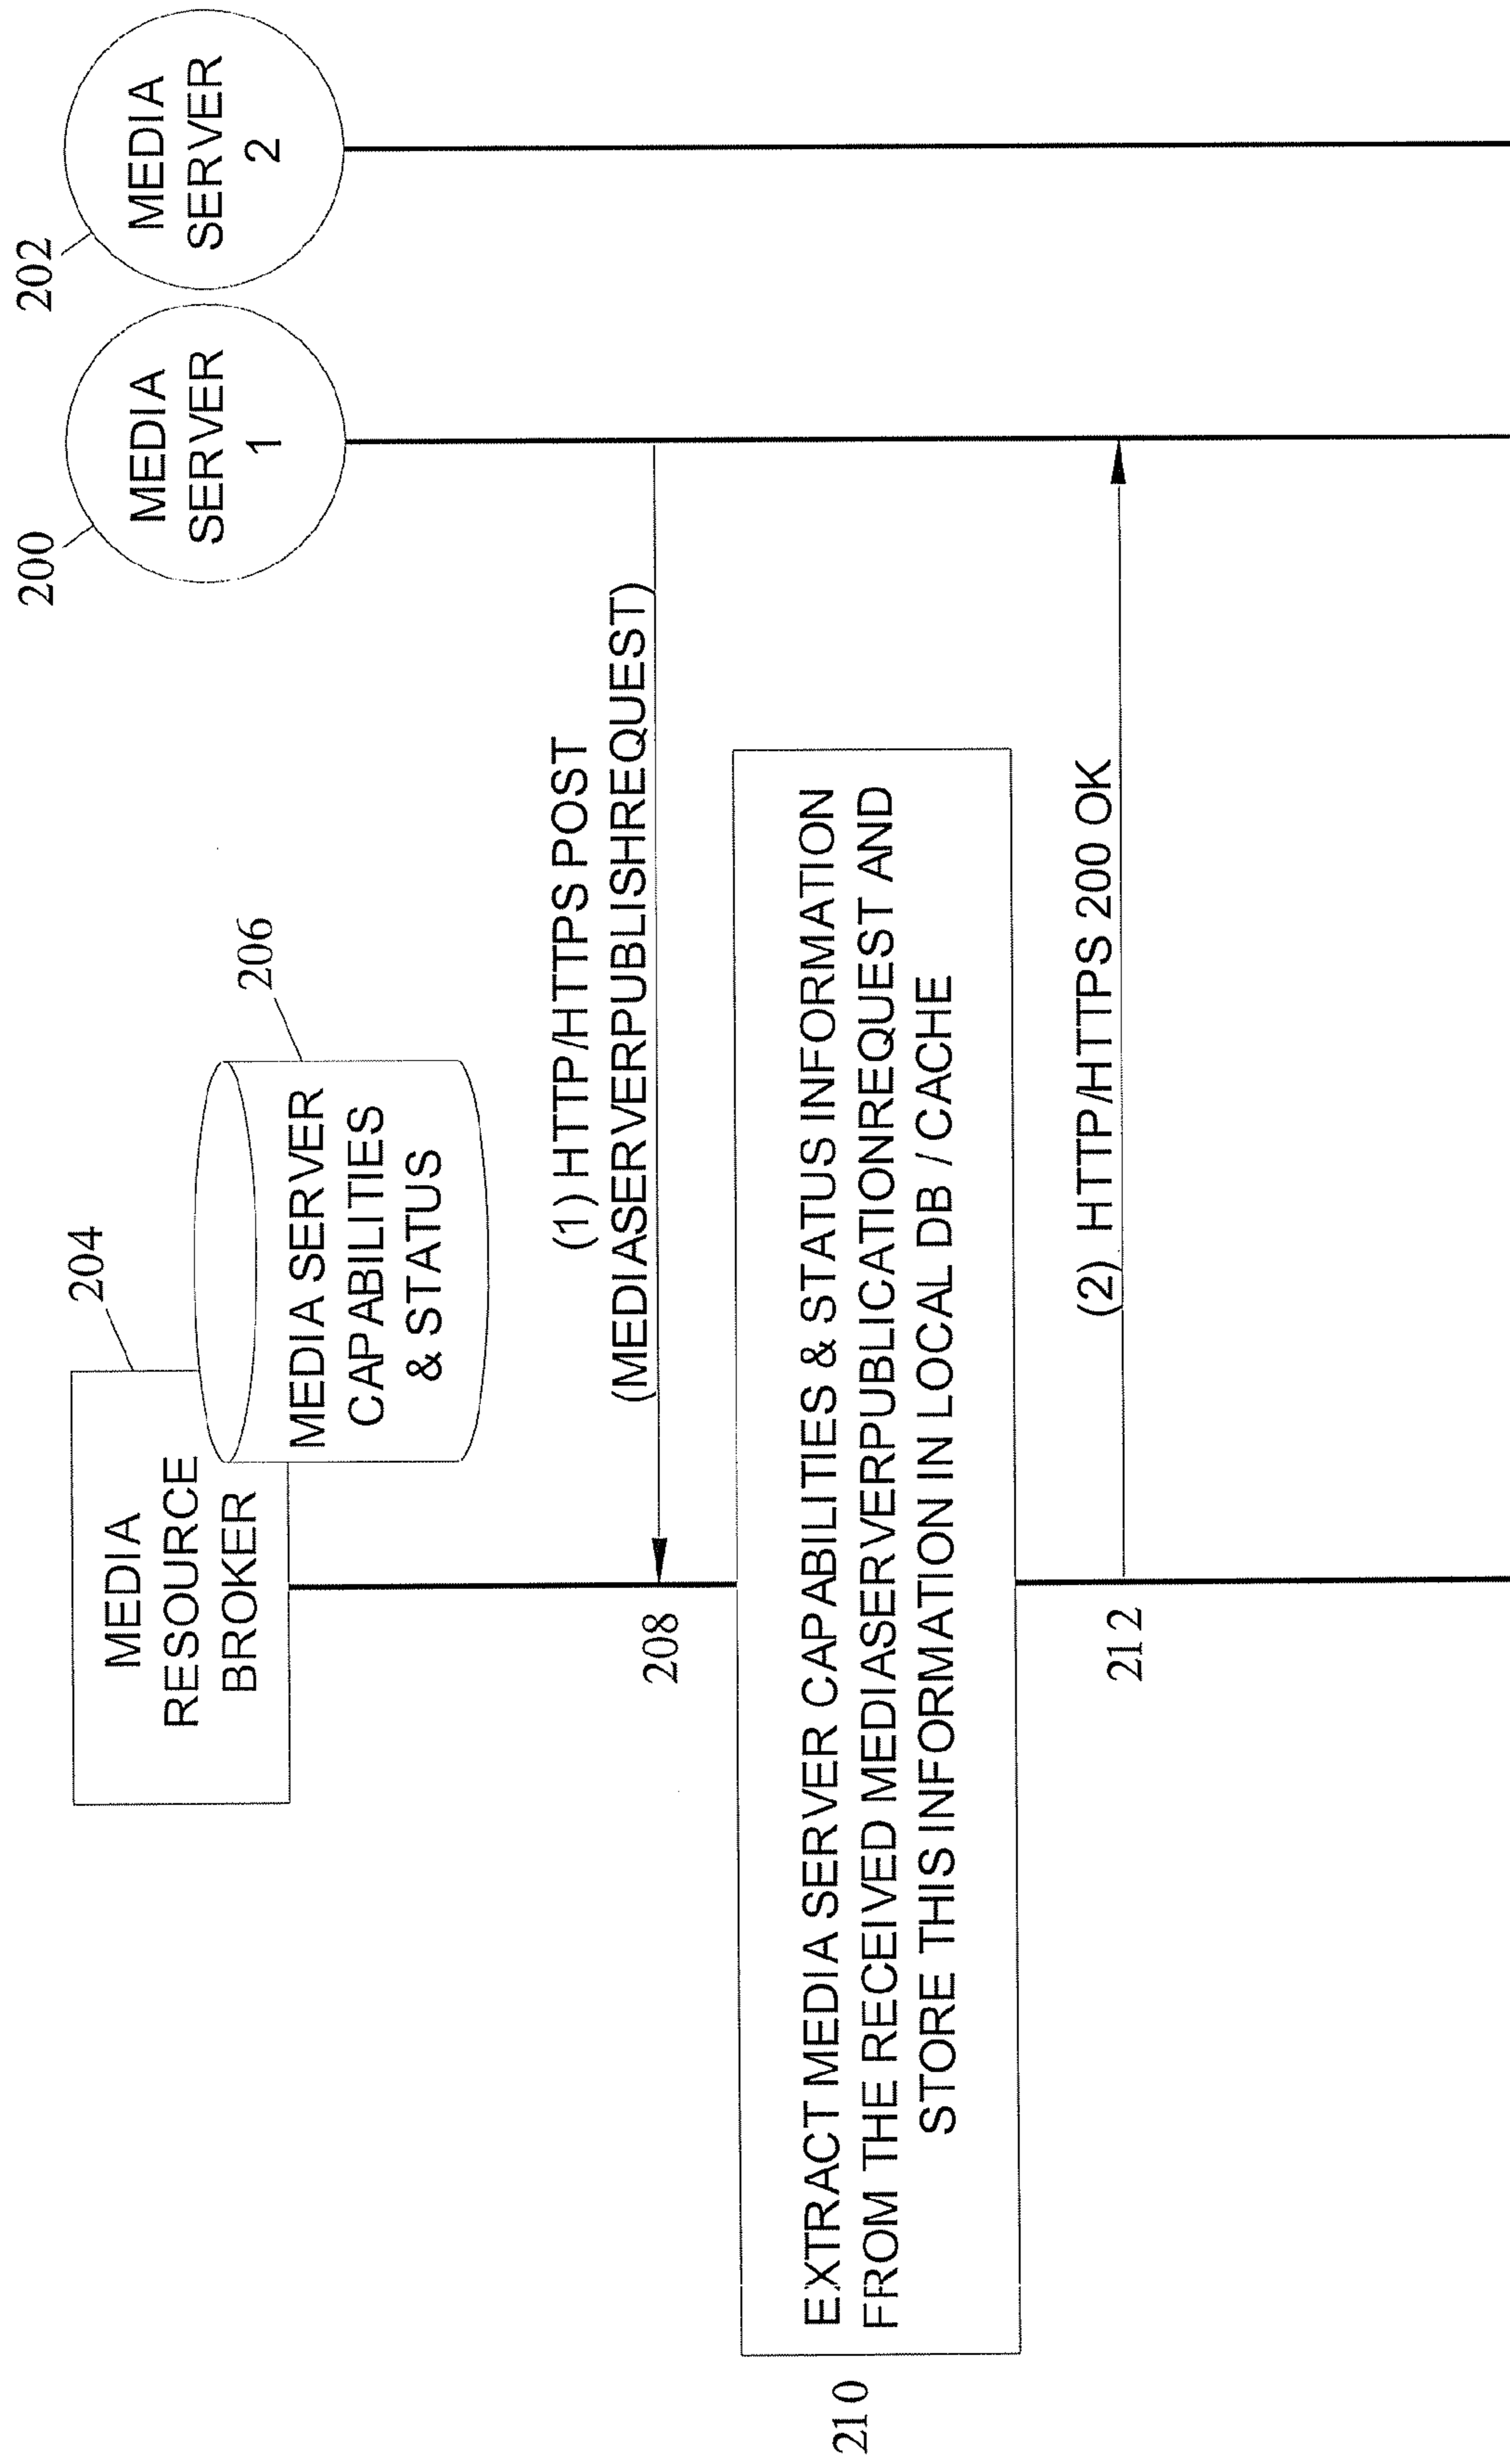 204
MEDIA
RESOURCE
BROKER
206
MEDIA SERVER
CAPABILITIES
& STATUS
200
MEDIA
SERVER
1
202
MEDIA
SERVER
2
(1) HTTP/HTTPS POST
(MEDIASERVERPUBLISHREQUEST)
208
210
EXTRACT MEDIA SERVER CAPABILITIES & STATUS INFORMATION
FROM THE RECEIVED MEDIASERVERPUBLICATIONREQUEST AND
STORE THIS INFORMATION IN LOCAL DB / CACHE
(2) HTTP/HTTPS 200 OK
212